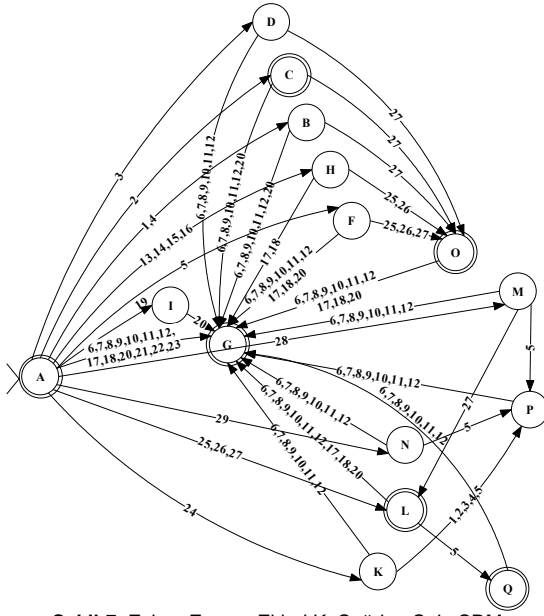 D
C
B
H
F
O
I
G
M
A
P
N
L
K
Q
3
2
1,4
13,14,15,16
5
19
6,7,8,9,10,11,12,
17,18,20,21,22,23
28
29
25,26,27
24
6,7,8,9,10,11,12
6,7,8,9,10,11,12,20
6,7,8,9,10,11,12,20
17,18
6,7,8,9,10,11,12
17,18,20
20
27
27
27
25,26
25,26,27
6,7,8,9,10,11,12
17,18,20
6,7,8,9,10,11,12
5
27
6,7,8,9,10,11,12
6,7,8,9,10,11,12
6,7,8,9,10,11,12
5
6,7,8,9,10,11,12,17,18,20
6,7,8,9,10,11,12
1,2,3,4,5
5